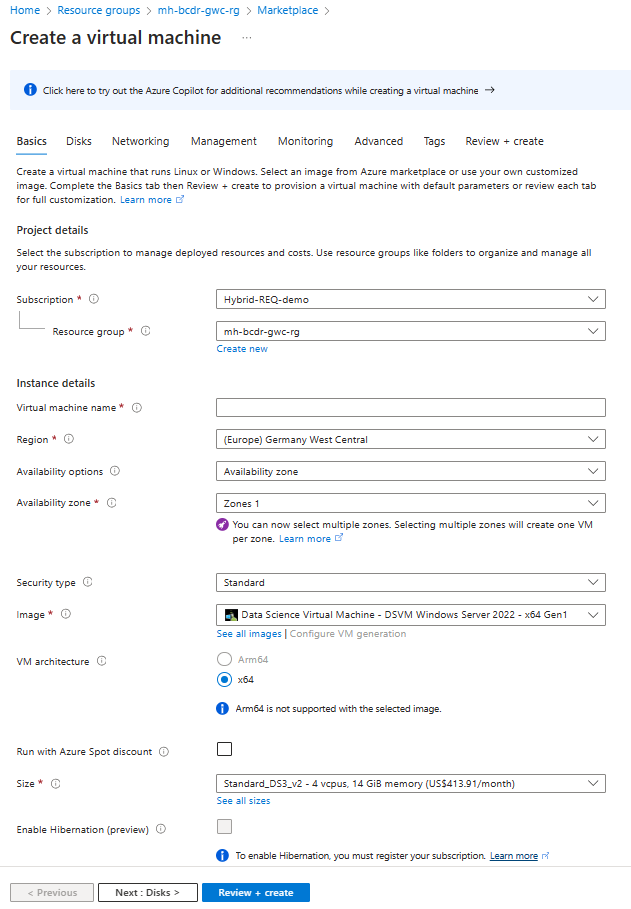 Home > Resource groups > mh-bcdr-gwc-rg > Marketplace >
Create a virtual machine ...
Click here to try out the Azure Copilot for additional recommendations while creating a virtual machine →
Basics Disks Networking Management Monitoring Advanced Tags Review + create
Create a virtual machine that runs Linux or Windows. Select an image from Azure marketplace or use your own customized
image. Complete the Basics tab then Review + create to provision a virtual machine with default parameters or review each tab
for full customization. Learn more
Project details
Select the subscription to manage deployed resources and costs. Use resource groups like folders to organize and manage all
your resources.
Subscription * Hybrid-REQ-demo
Resource group * mh-bcdr-gwc-rg
Create new
Instance details
Virtual machine name *
Region * (Europe) Germany West Central
Availability options Availability zone
Availability zone * Zones 1
You can now select multiple zones. Selecting multiple zones will create one VM
per zone. Learn more
Security type Standard
Image * Data Science Virtual Machine - DSVM Windows Server 2022 - x64 Gen1
See all images | Configure VM generation
VM architecture Arm64
x64
Arm64 is not supported with the selected image.
Run with Azure Spot discount
Size * Standard_DS3_v2 - 4 vcpus, 14 GiB memory (US$413.91/month)
See all sizes
Enable Hibernation (preview)
To enable Hibernation, you must register your subscription. Learn more
< Previous Next : Disks > Review + create